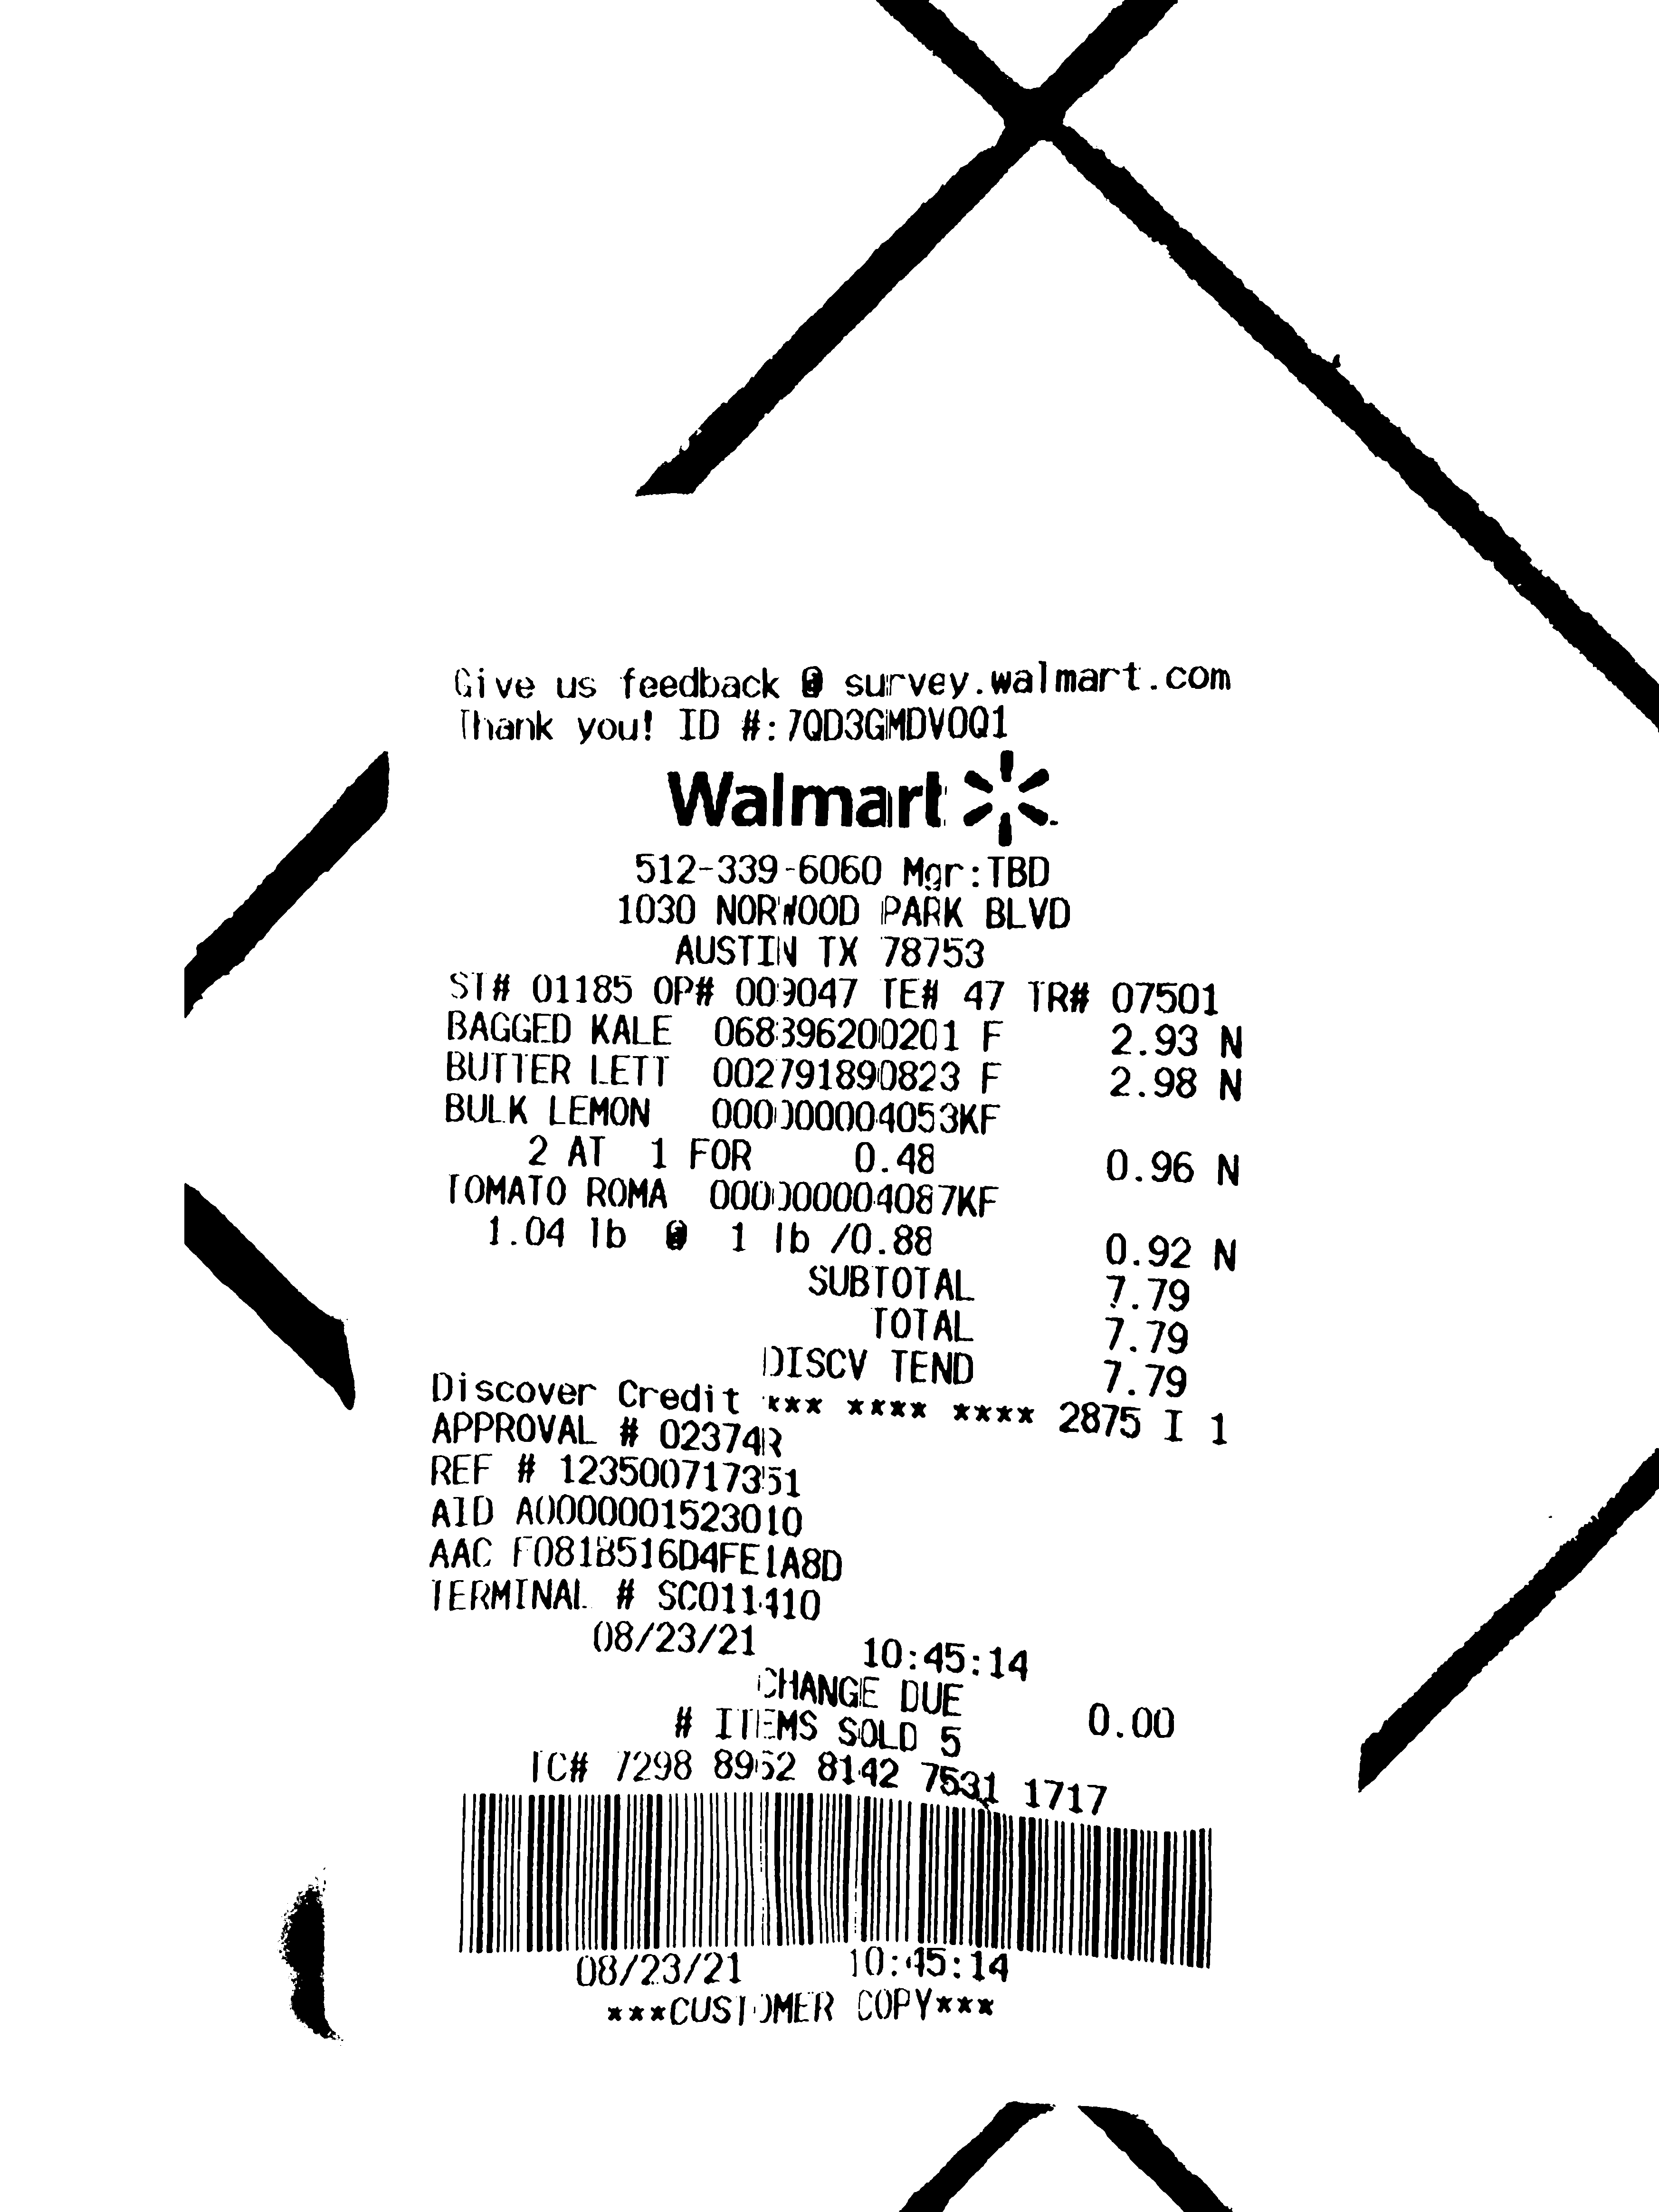 Give us feedback @ survey.walmart.com
Thank you! ID #:7QD3GMDV0Q1
Walmart
512-339-6060 Mgr:TBD
1030 NORWOOD PARK BLVD
AUSTIN TX 78753
ST# 01185 OP# 009047 TE# 47 TR# 07501
BAGGED KALE 068396200201 F 2.93 N
BUTTER LETT 002791890823 F 2.98 N
BULK LEMON 000000004053KF
2 AT 1 FOR 0.48 0.96 N
TOMATO ROMA 000000004087KF
1.04 lb @ 1 lb /0.88 0.92 N
SUBTOTAL 7.79
TOTAL 7.79
DISCV TEND 7.79
Discover Credit *** **** **** 2875 I 1
APPROVAL # 02374R
REF # 123500717351
AID A0000001523010
AAC F081B516D4FE1A8D
TERMINAL # SC011410
08/23/21 10:45:14
CHANGE DUE 0.00
# ITEMS SOLD 5
TC# 7298 8952 8142 7531 1717
08/23/21 10:45:14
***CUSTOMER COPY***